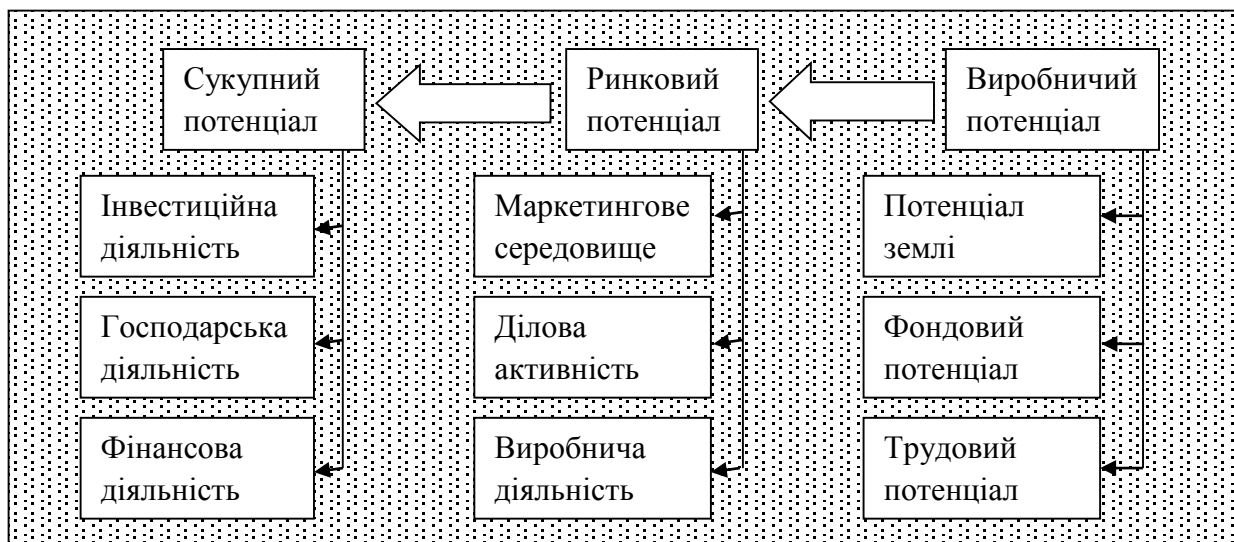 Сукупний
потенціал
Ринковий
потенціал
Виробничий
потенціал
Інвестиційна
діяльність
Маркетингове
середовище
Потенціал
землі
Господарська
діяльність
Ділова
активність
Фондовий
потенціал
Фінансова
діяльність
Виробнича
діяльність
Трудовий
потенціал